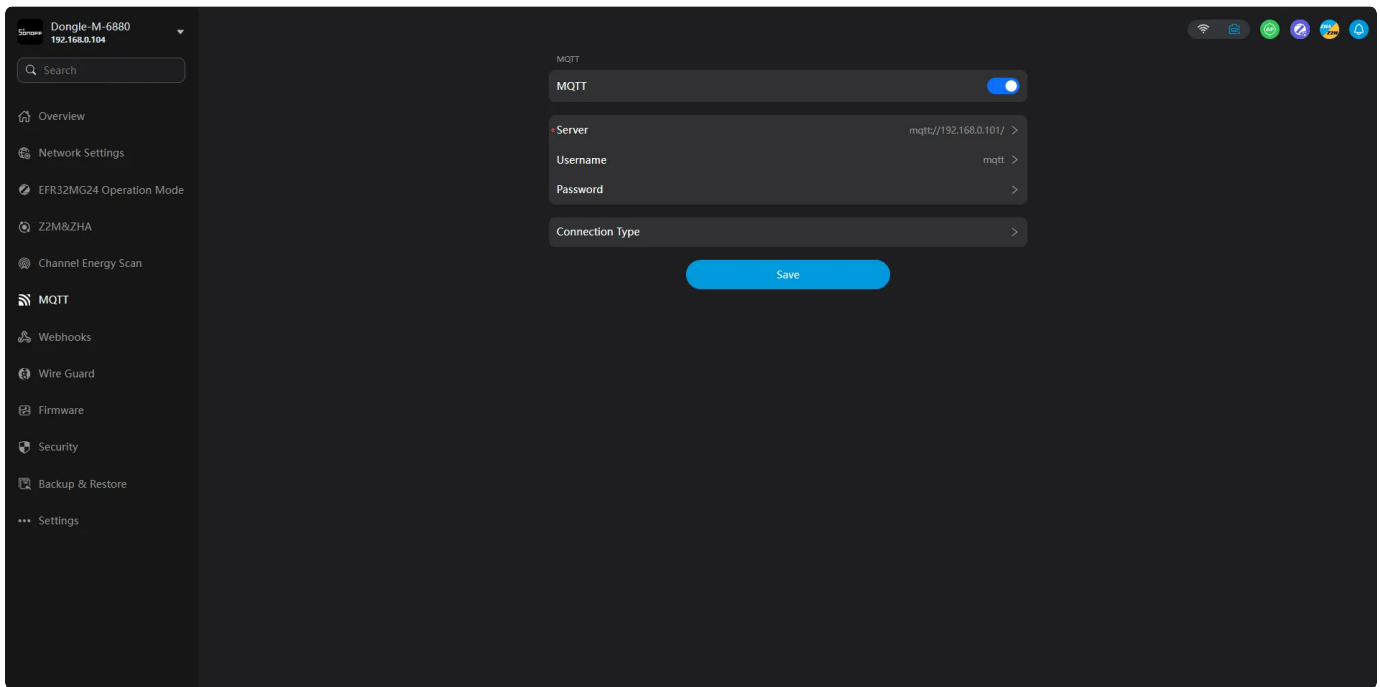 SONOFF
Dongle-M-6880
192.168.0.104
Search
Overview
Network Settings
EFR32MG24 Operation Mode
Z2M&ZHA
Channel Energy Scan
MQTT
Webhooks
Wire Guard
Firmware
Security
Backup & Restore
Settings
MQTT
MQTT
*Server mqtt://192.168.0.101/
Username mqtt
Password
Connection Type
Save